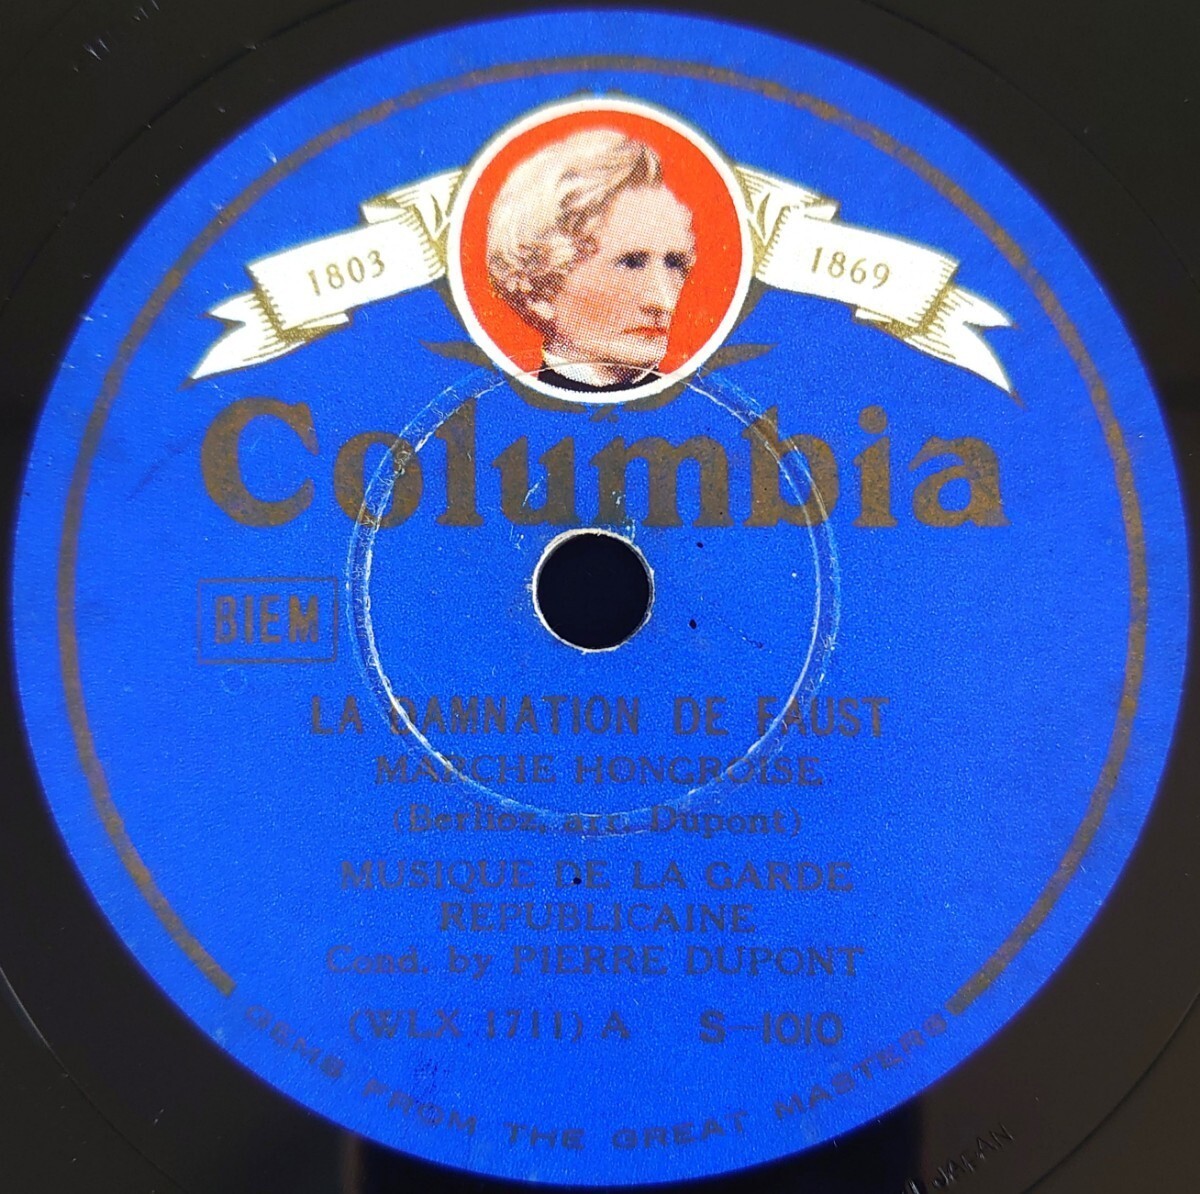 1803
1869
Columbia
BIEM
LA DAMNATION DE FAUST
MARCHE HONGROISE
(Berlioz, arr. Dupont)
MUSIQUE DE LA GARDE
REPUBLICAINE
Cond. by PIERRE DUPONT
(WLX 1711) A S-1010
GEMS FROM THE GREAT MASTERS
JAPAN